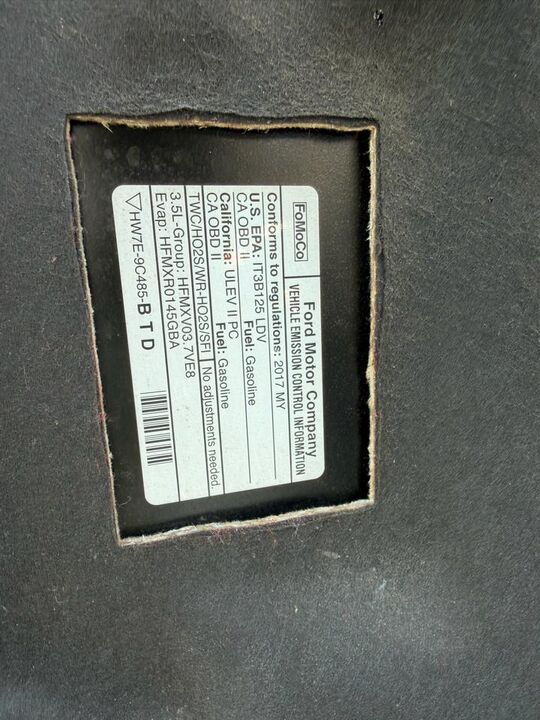 FoMoCo
Ford Motor Company
VEHICLE EMISSION CONTROL INFORMATION
Conforms to regulations: 2017 MY
U.S. EPA: IT3B125 LDV Fuel: Gasoline
CA OBD II
California: ULEV II PC Fuel: Gasoline
CA OBD II
TWC/HO2S/WR-HO2S/SFI No adjustments needed.
3.5L-Group: HFMXV03.7VE8
Evap: HFMXR0145GBA
▽HW7E-9C485-B T D